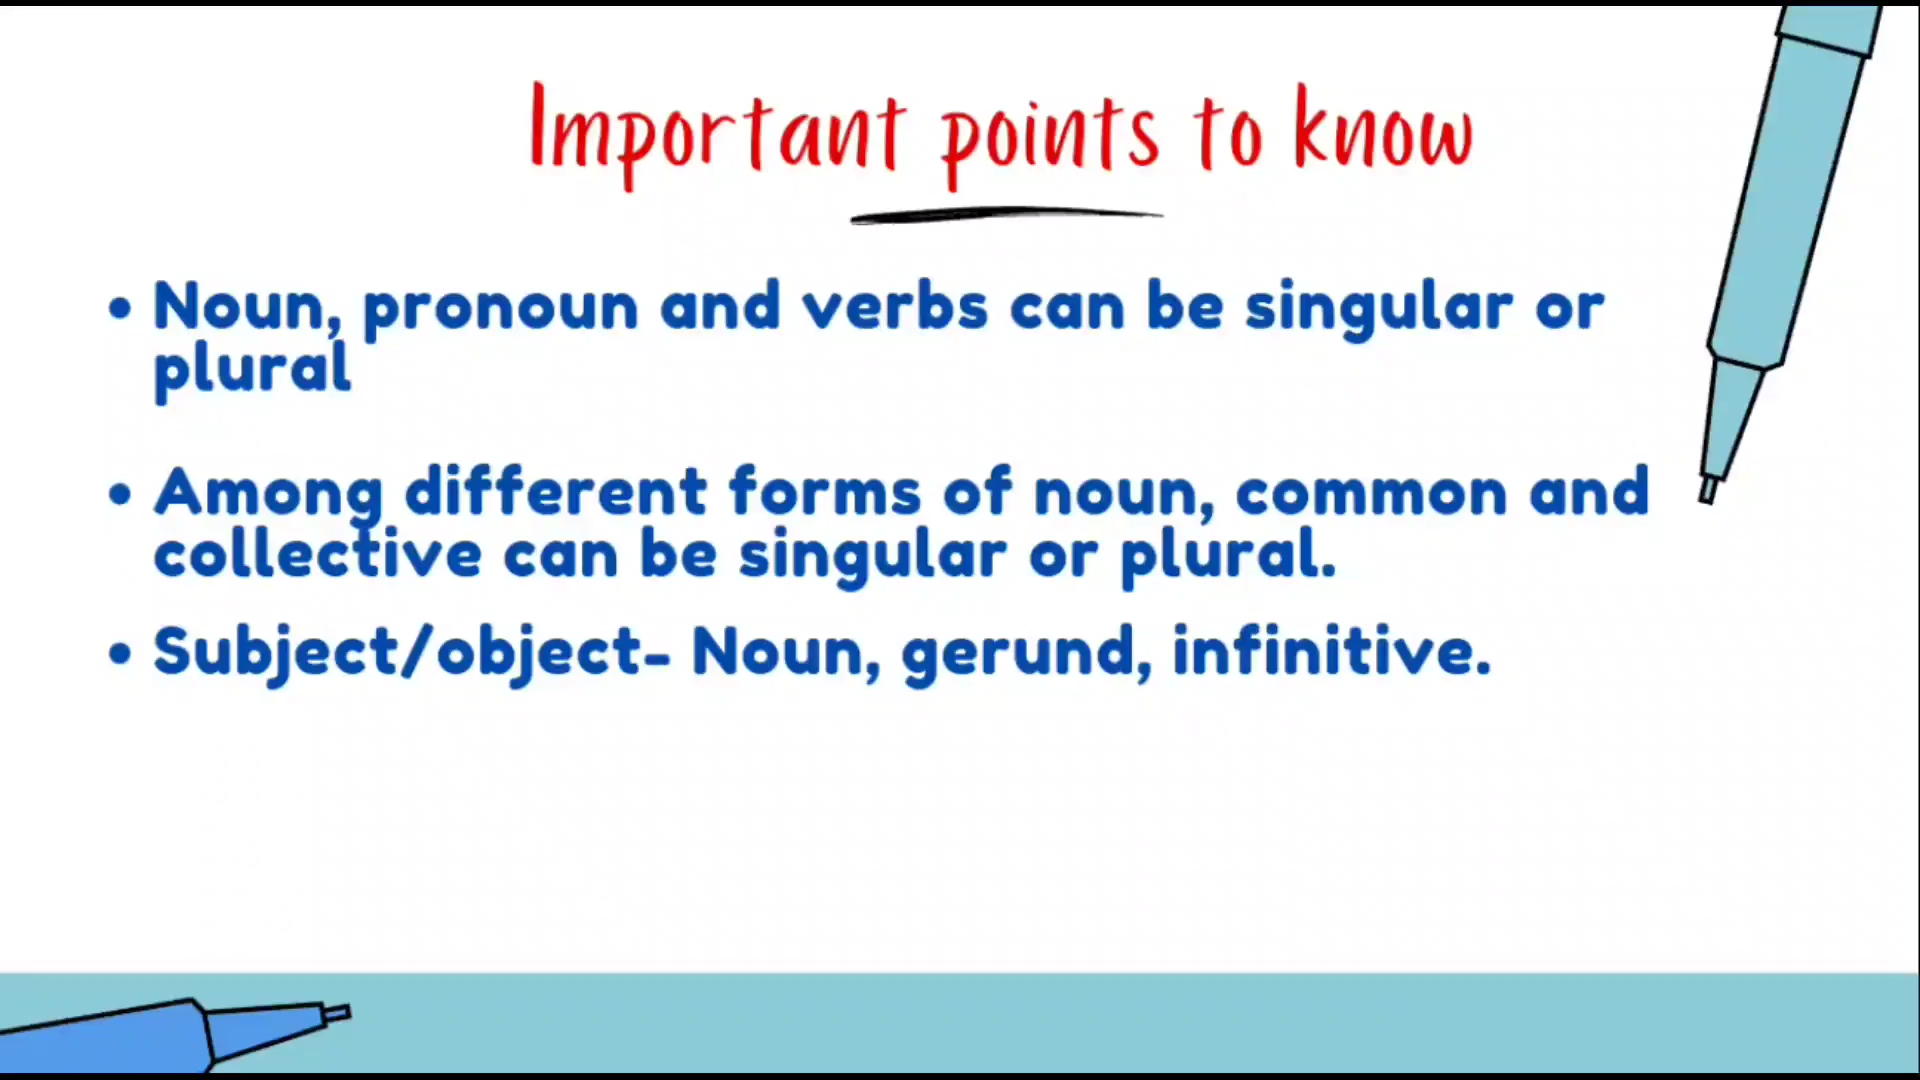 Important points to know
• Noun, pronoun and verbs can be singular or
plural
• Among different forms of noun, common and
collective can be singular or plural.
• Subject/object- Noun, gerund, infinitive.